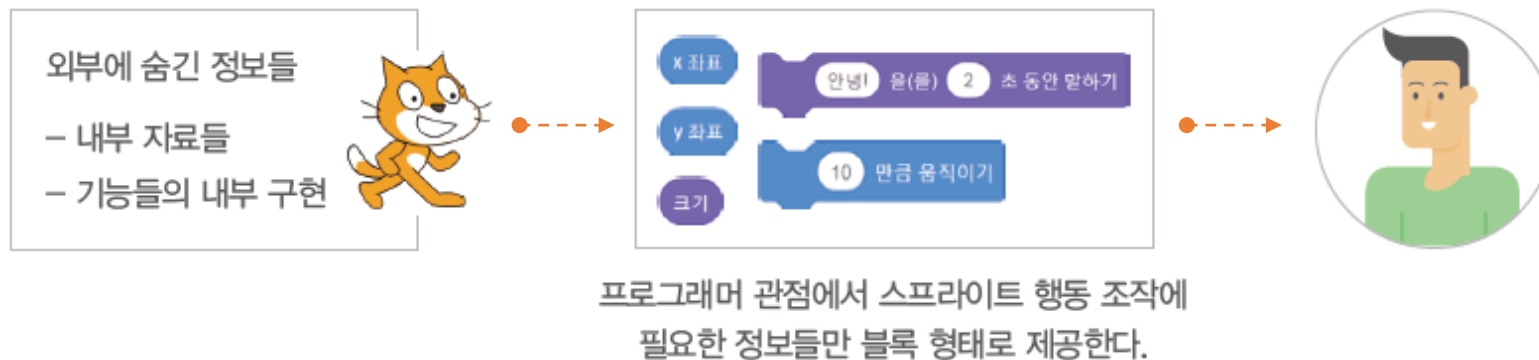 외부에 숨긴 정보들
– 내부 자료들
– 기능들의 내부 구현
x 좌표
y 좌표
크기
안녕! 을(를) 2 초 동안 말하기
10 만큼 움직이기
프로그래머 관점에서 스프라이트 행동 조작에
필요한 정보들만 블록 형태로 제공한다.